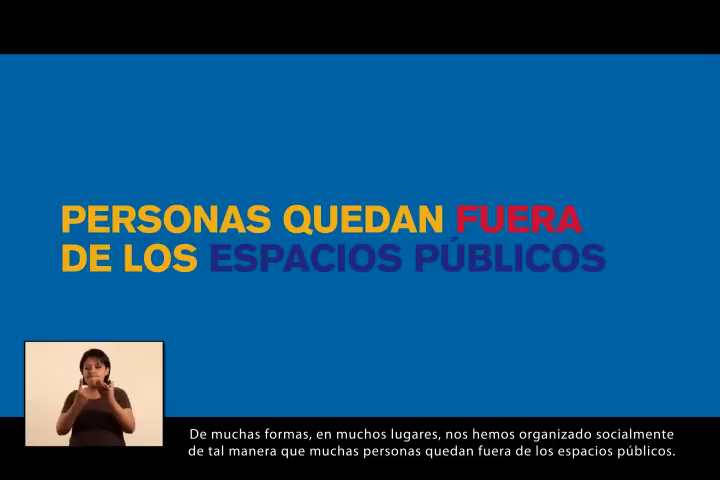 PERSONAS QUEDAN FUERA
DE LOS ESPACIOS PÚBLICOS
De muchas formas, en muchos lugares, nos hemos organizado socialmente
de tal manera que muchas personas quedan fuera de los espacios públicos.